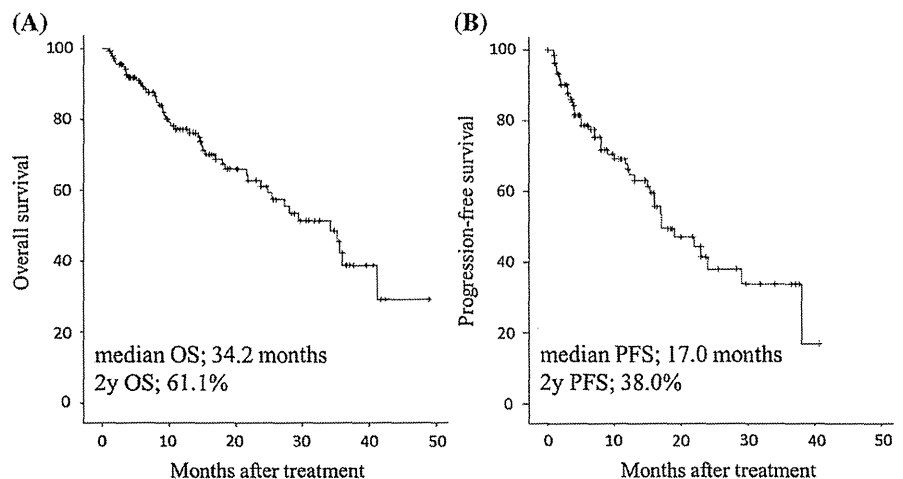 (A)
100
80
60
40
20
0
Overall survival
median OS; 34.2 months
2y OS; 61.1%
0 10 20 30 40 50
Months after treatment
(B)
100
80
60
40
20
0
Progression-free survival
median PFS; 17.0 months
2y PFS; 38.0%
0 10 20 30 40 50
Months after treatment